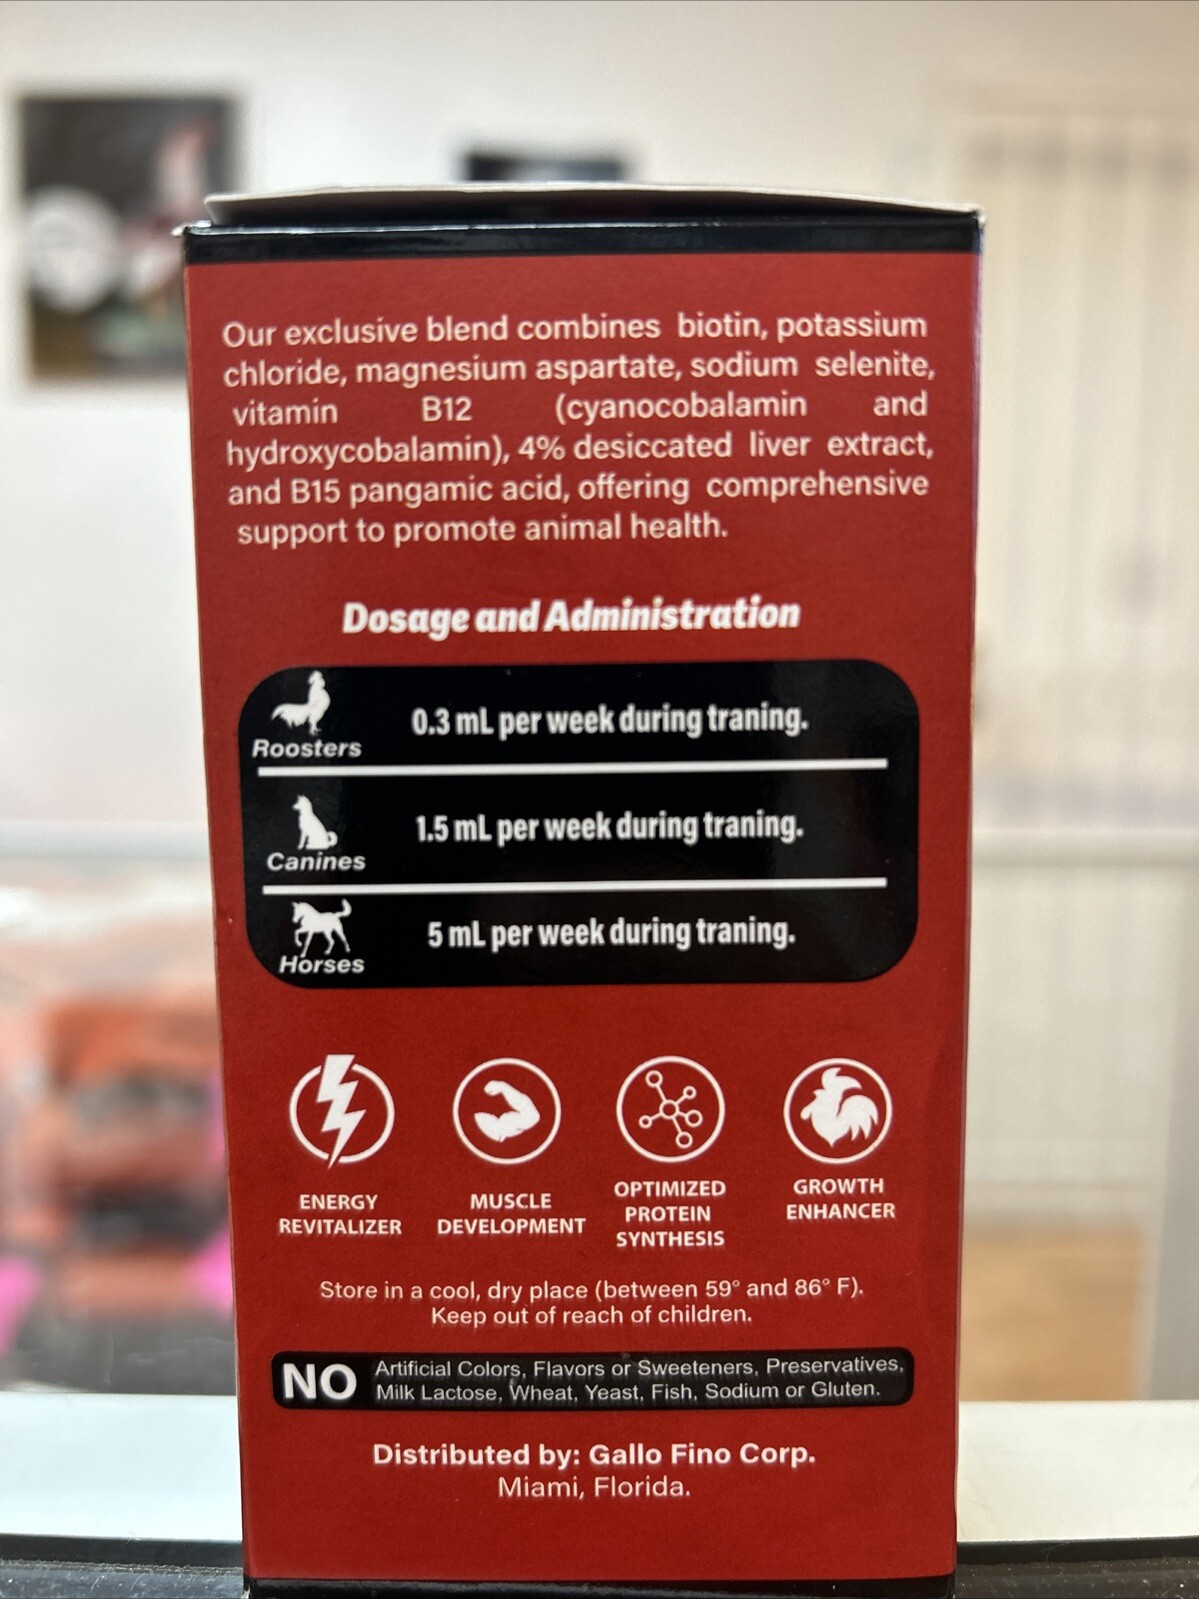 Our exclusive blend combines biotin, potassium
chloride, magnesium aspartate, sodium selenite,
vitamin B12 (cyanocobalamin and
hydroxycobalamin), 4% desiccated liver extract,
and B15 pangamic acid, offering comprehensive
support to promote animal health.
Dosage and Administration
Roosters 0.3 mL per week during traning.
Canines 1.5 mL per week during traning.
Horses 5 mL per week during traning.
ENERGY
REVITALIZER
MUSCLE
DEVELOPMENT
OPTIMIZED
PROTEIN
SYNTHESIS
GROWTH
ENHANCER
Store in a cool, dry place (between 59° and 86° F).
Keep out of reach of children.
NO Artificial Colors, Flavors or Sweeteners, Preservatives,
Milk Lactose, Wheat, Yeast, Fish, Sodium or Gluten.
Distributed by: Gallo Fino Corp.
Miami, Florida.